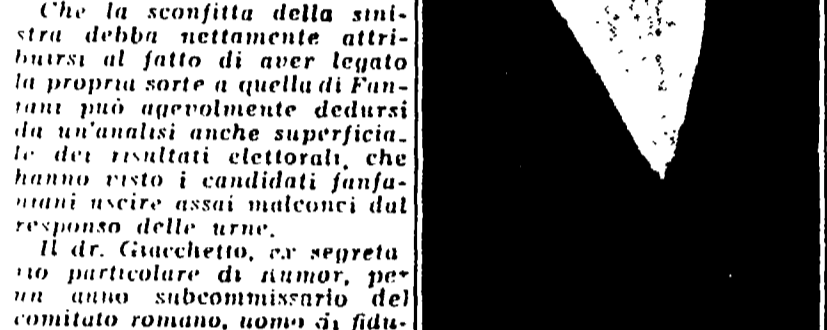 Che la sconfitta della sini-
stra debba nettamente attri-
buirsi al fatto di aver legato
la propria sorte a quella di Fan-
fani può agevolmente dedursi
da un'analisi anche superficia-
le dei risultati elettorali, che
hanno visto i candidati fanfa-
niani uscire assai malconci dal
responso delle urne.
Il dr. Giacchetto, ex segreta
rio particolare di Rumor, per
un anno subcommissario del
comitato romano, uomo di fidu-